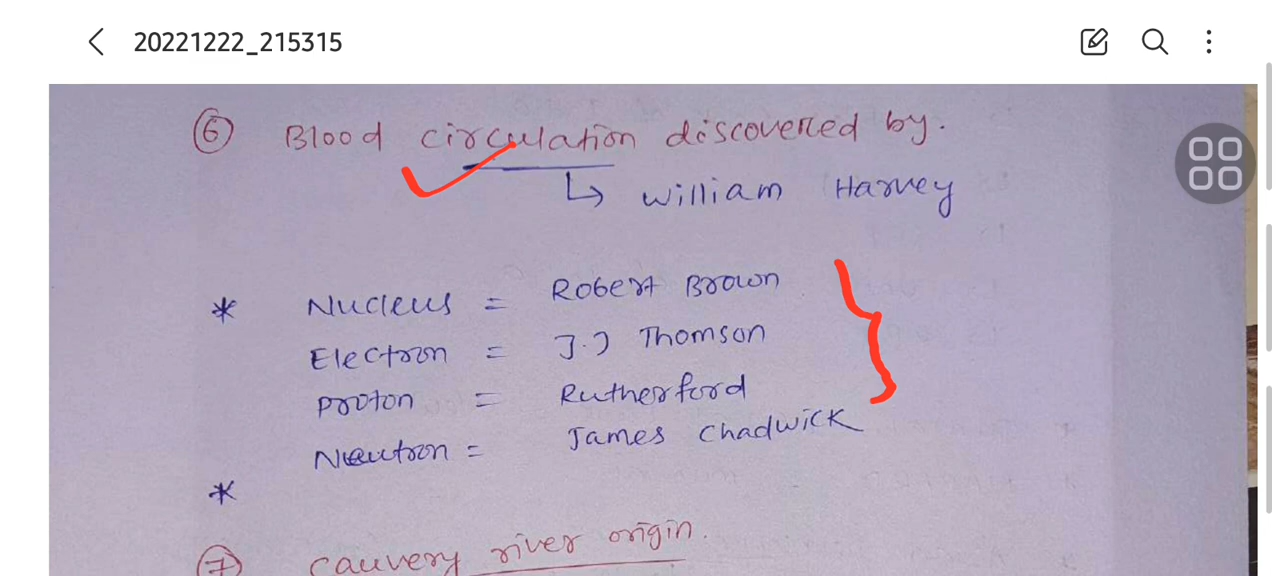 20221222_215315
6 Blood circulation discovered by.
↳ William Harvey
* Nucleus = Robert Brown
Electron = J.J Thomson
Proton = Rutherford
Neutron = James Chadwick
*
7 Cauvery river origin.